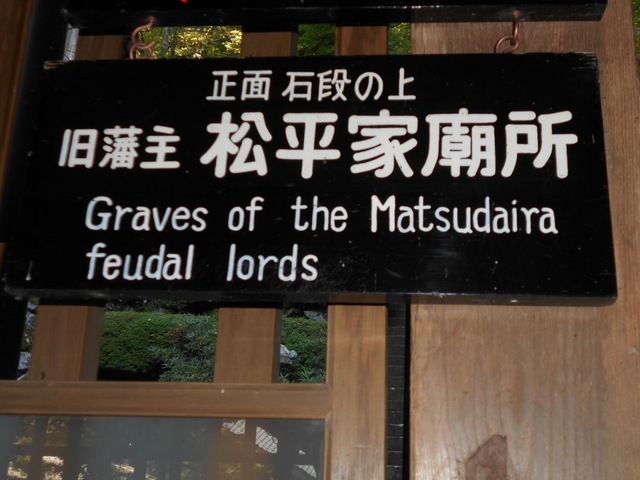 正面 石段の上
旧藩主 松平家廟所
Graves of the Matsudaira
feudal lords